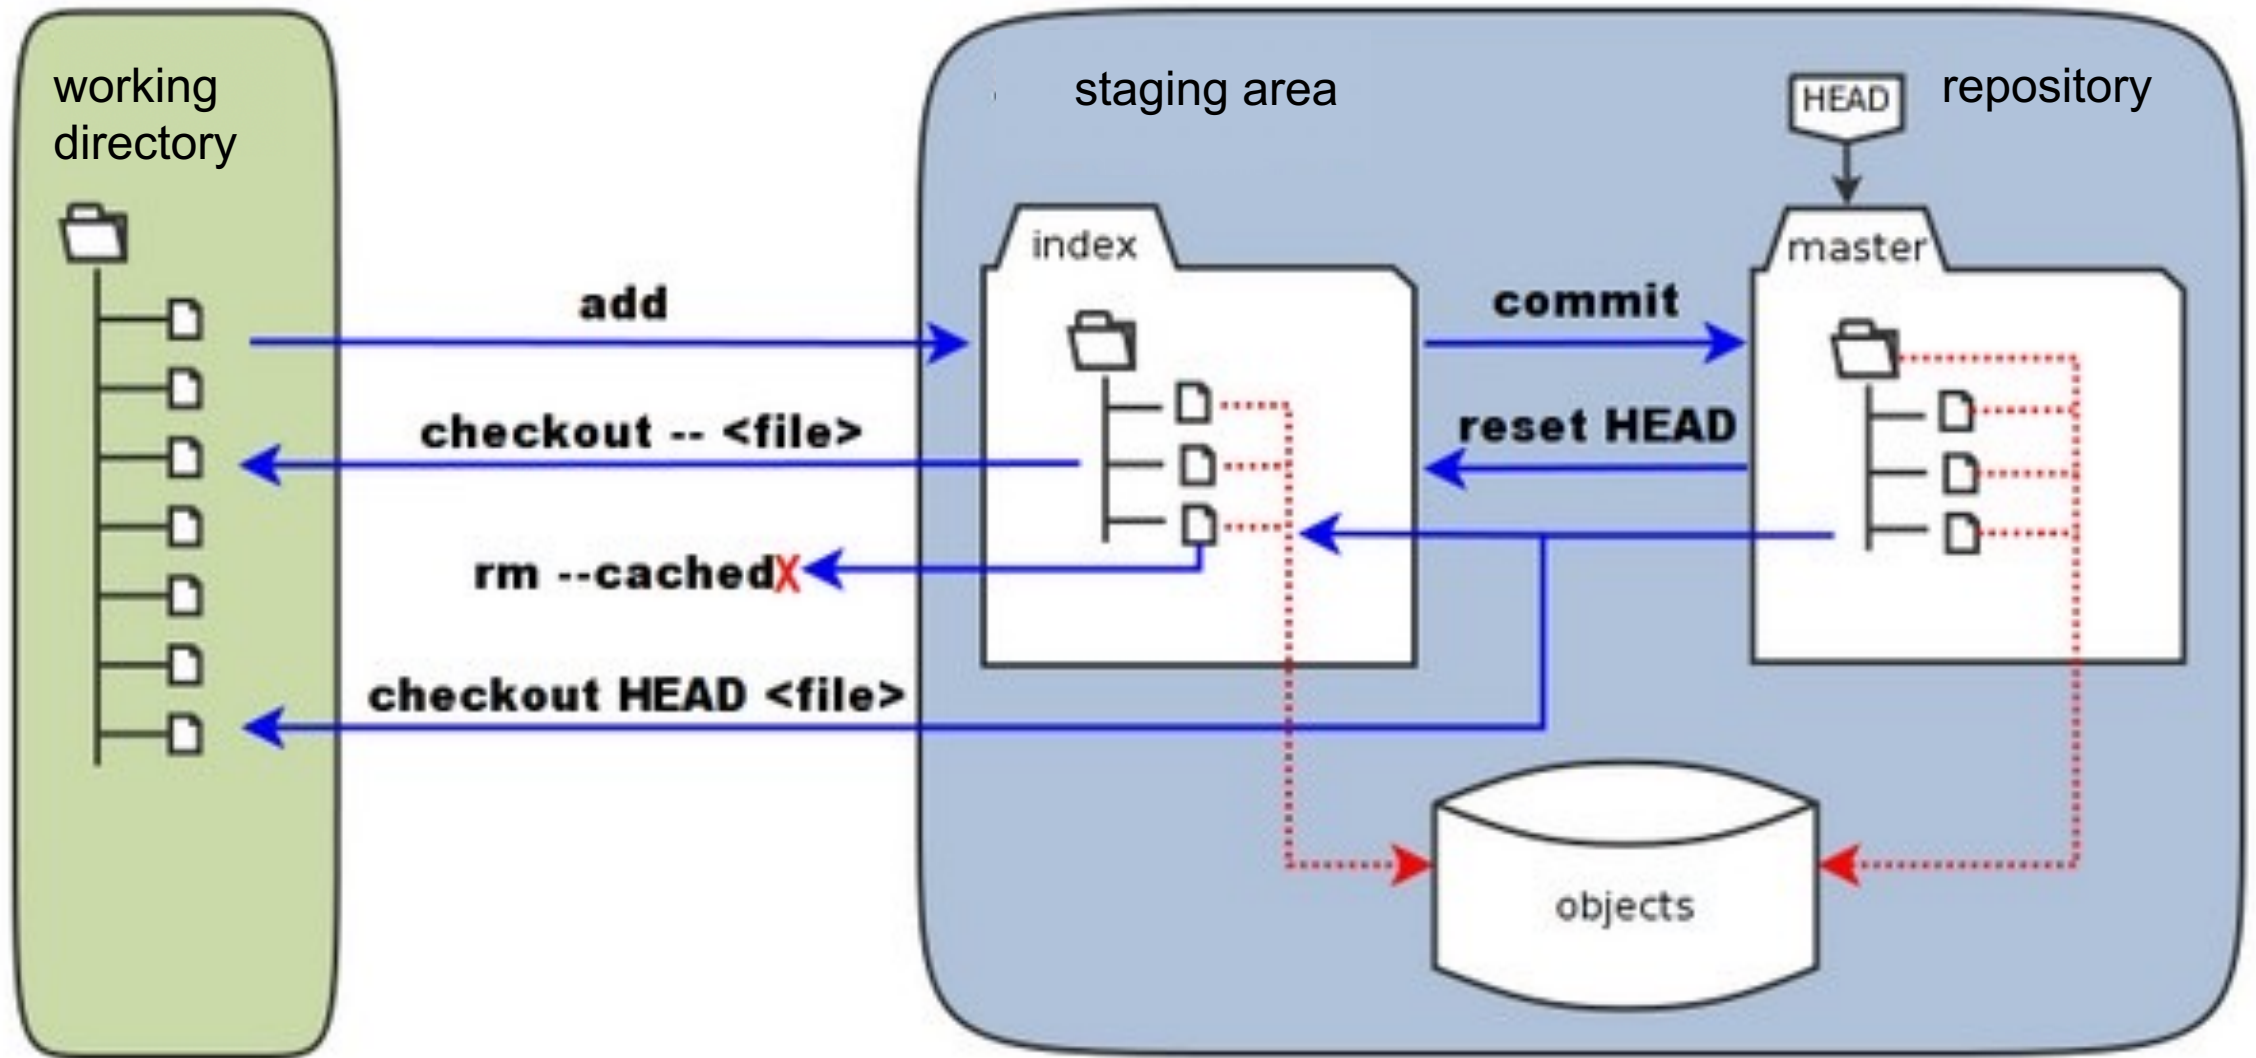 working
directory
staging area
HEAD
repository
index
master
add
commit
checkout -- <file>
reset HEAD
rm --cachedX
checkout HEAD <file>
objects